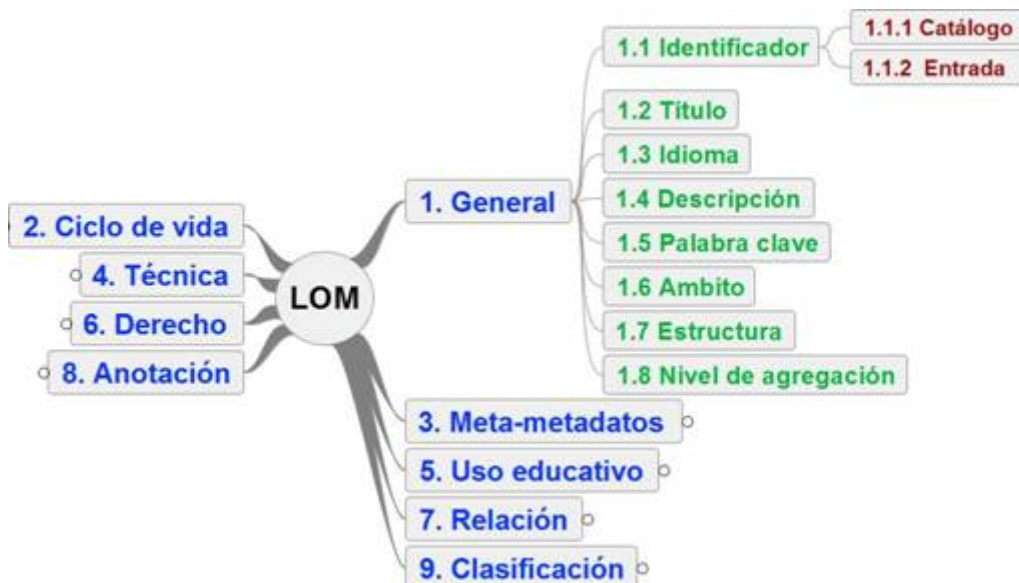 LOM
1. General
1.1 Identificador
1.1.1 Catálogo
1.1.2 Entrada
1.2 Título
1.3 Idioma
1.4 Descripción
1.5 Palabra clave
1.6 Ambito
1.7 Estructura
1.8 Nivel de agregación
2. Ciclo de vida
4. Técnica
6. Derecho
8. Anotación
3. Meta-metadatos
5. Uso educativo
7. Relación
9. Clasificación